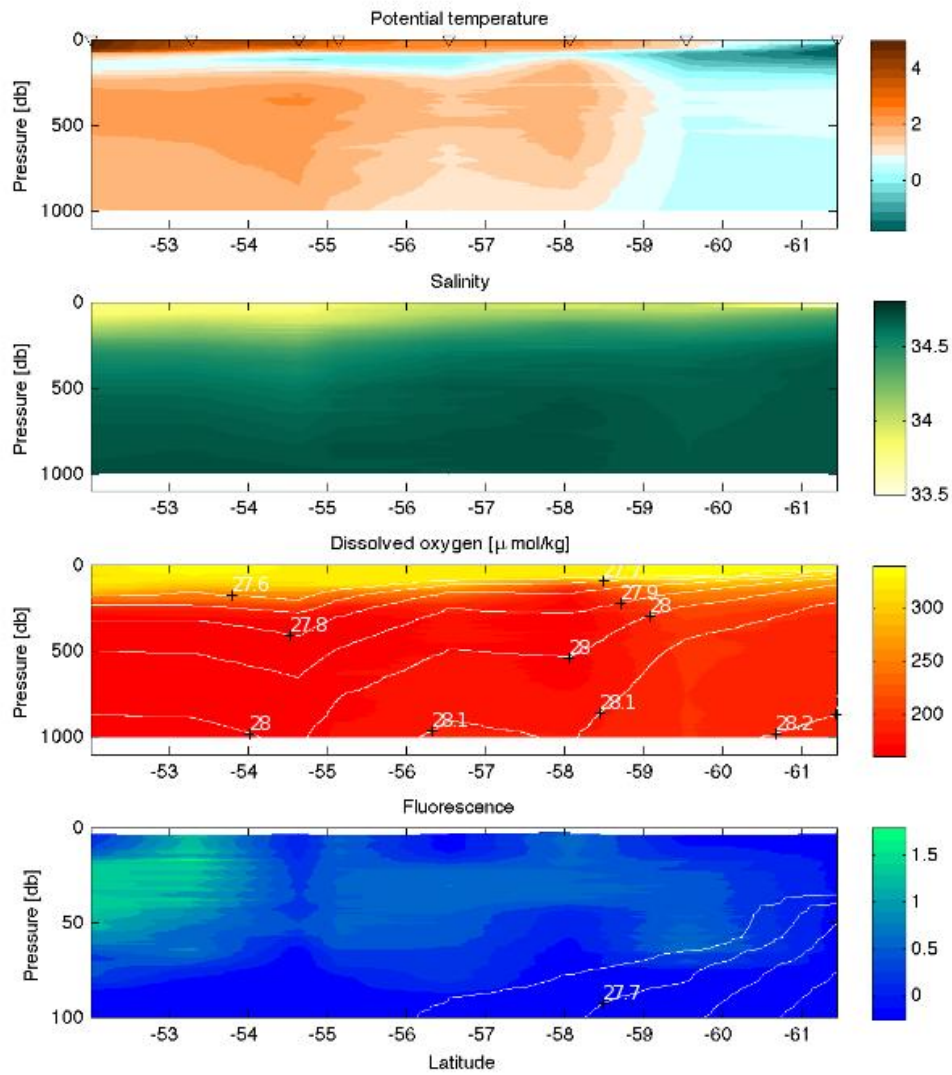 Potential temperature
0
500
1000
Pressure [db]
-53 -54 -55 -56 -57 -58 -59 -60 -61
4
2
0
Salinity
0
500
1000
Pressure [db]
-53 -54 -55 -56 -57 -58 -59 -60 -61
34.5
34
33.5
Dissolved oxygen [μ mol/kg]
0
500
1000
Pressure [db]
27.6
27.7
27.9
28
27.8
28
28.1
28
28.1
28.2
-53 -54 -55 -56 -57 -58 -59 -60 -61
300
250
200
Fluorescence
0
50
100
Pressure [db]
27.7
-53 -54 -55 -56 -57 -58 -59 -60 -61
1.5
1
0.5
0
Latitude